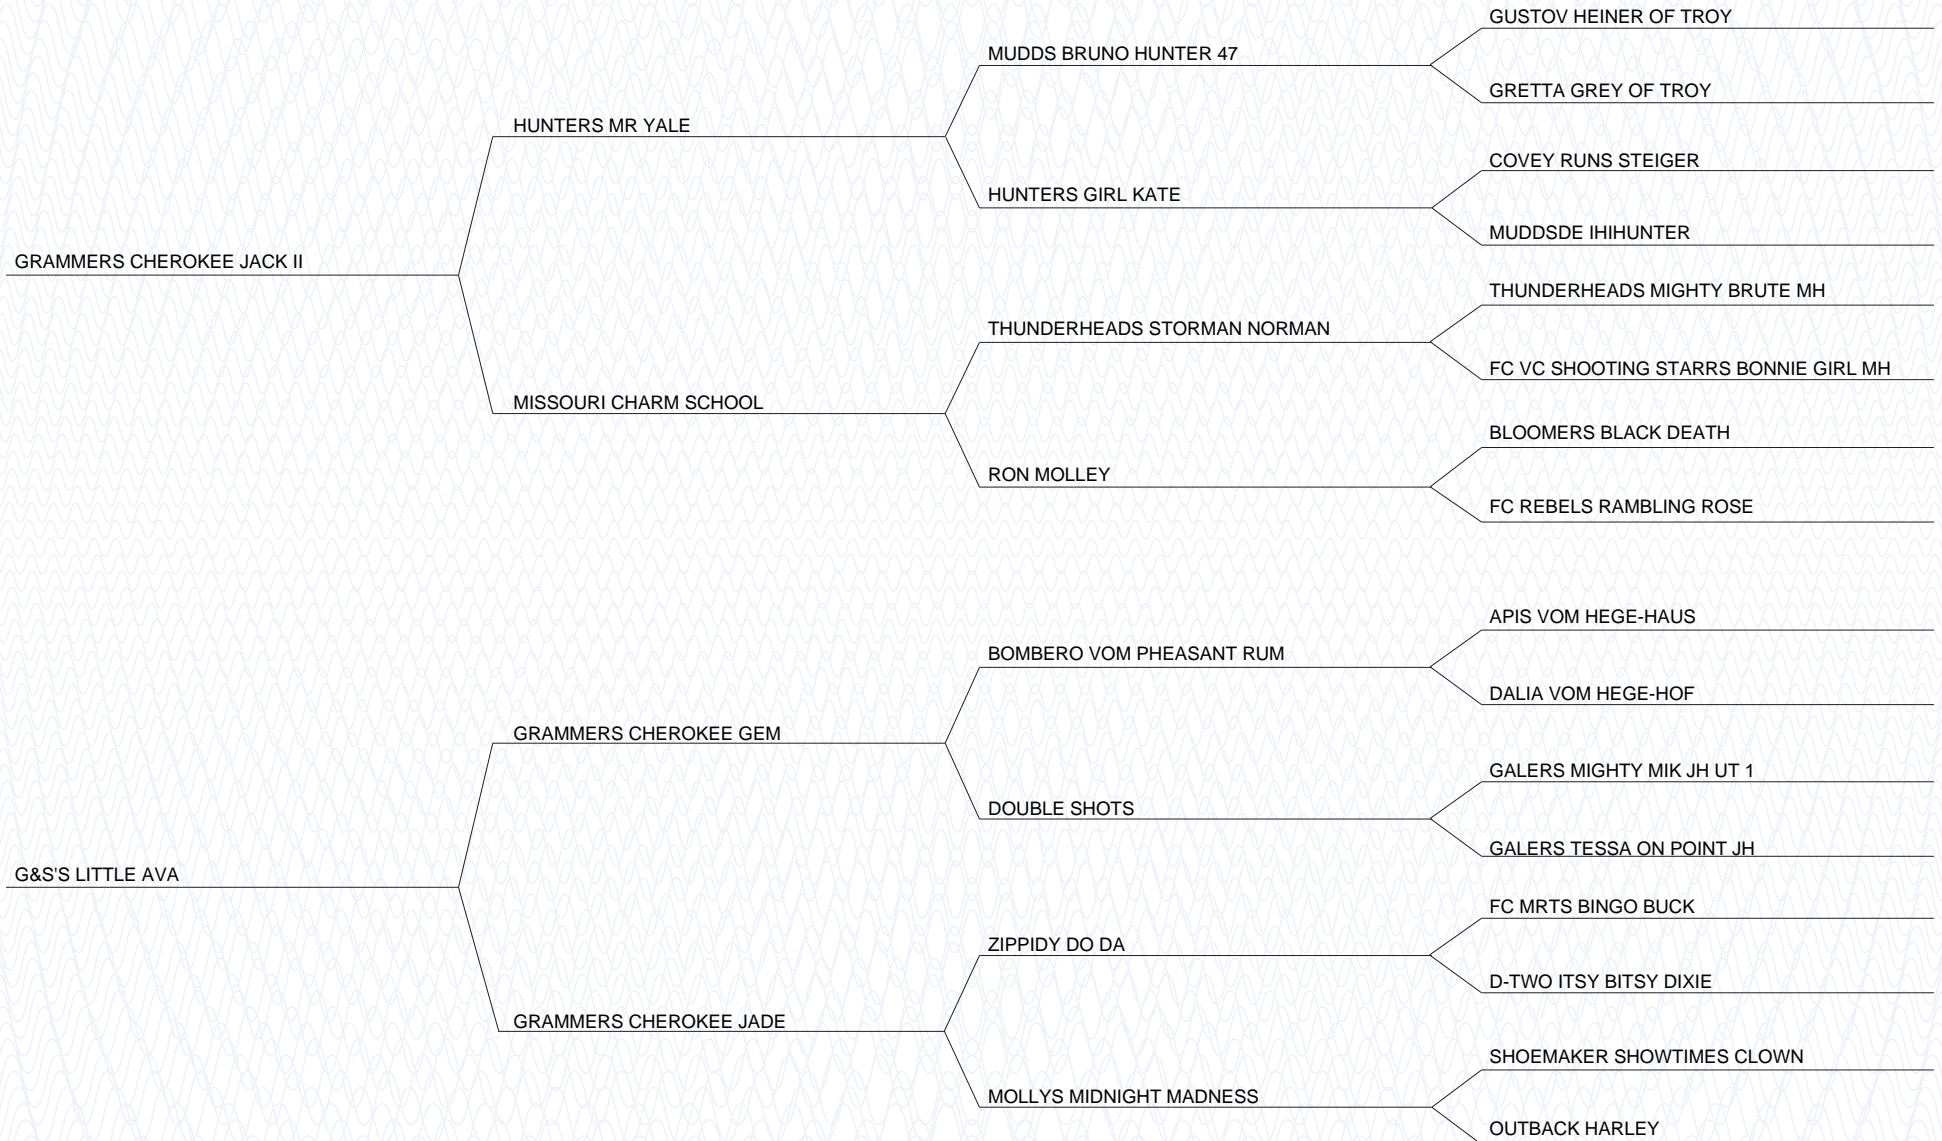 GUSTOV HEINER OF TROY
MUDDS BRUNO HUNTER 47
GRETTA GREY OF TROY
HUNTERS MR YALE
COVEY RUNS STEIGER
HUNTERS GIRL KATE
MUDDSDE IHIHUNTER
GRAMMERS CHEROKEE JACK II
THUNDERHEADS MIGHTY BRUTE MH
THUNDERHEADS STORMAN NORMAN
FC VC SHOOTING STARRS BONNIE GIRL MH
MISSOURI CHARM SCHOOL
BLOOMERS BLACK DEATH
RON MOLLEY
FC REBELS RAMBLING ROSE
APIS VOM HEGE-HAUS
BOMBERO VOM PHEASANT RUM
DALIA VOM HEGE-HOF
GRAMMERS CHEROKEE GEM
GALERS MIGHTY MIK JH UT 1
DOUBLE SHOTS
GALERS TESSA ON POINT JH
G&S'S LITTLE AVA
FC MRTS BINGO BUCK
ZIPPIDY DO DA
D-TWO ITSY BITSY DIXIE
GRAMMERS CHEROKEE JADE
SHOEMAKER SHOWTIMES CLOWN
MOLLYS MIDNIGHT MADNESS
OUTBACK HARLEY